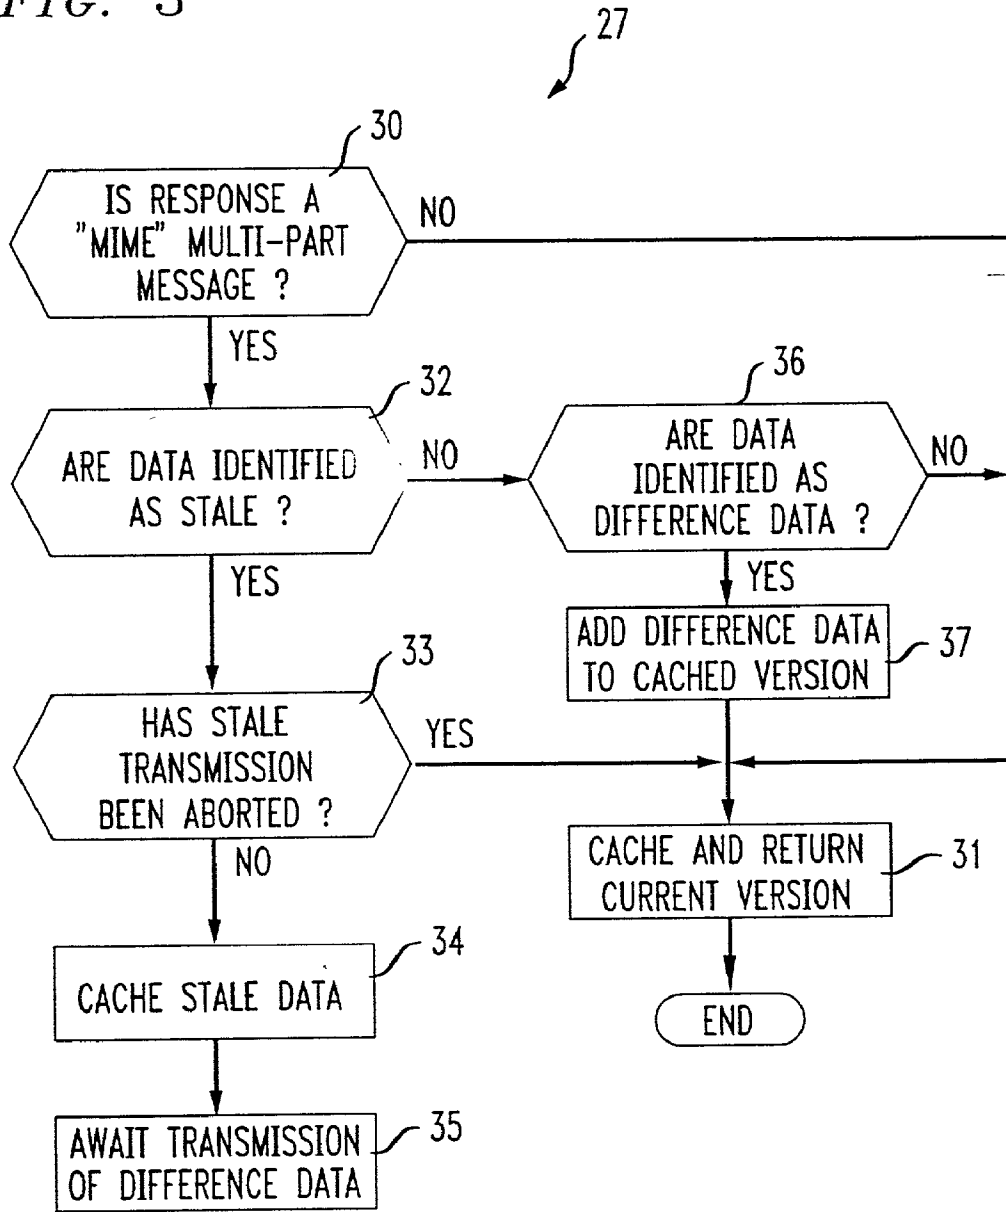 FIG. 3
27
30
IS RESPONSE A
"MIME" MULTI-PART
MESSAGE ?
NO
YES
32
ARE DATA IDENTIFIED
AS STALE ?
NO
36
ARE DATA
IDENTIFIED AS
DIFFERENCE DATA ?
NO
YES
YES
ADD DIFFERENCE DATA
TO CACHED VERSION
37
33
HAS STALE
TRANSMISSION
BEEN ABORTED ?
YES
NO
CACHE AND RETURN
CURRENT VERSION
31
34
CACHE STALE DATA
END
35
AWAIT TRANSMISSION
OF DIFFERENCE DATA